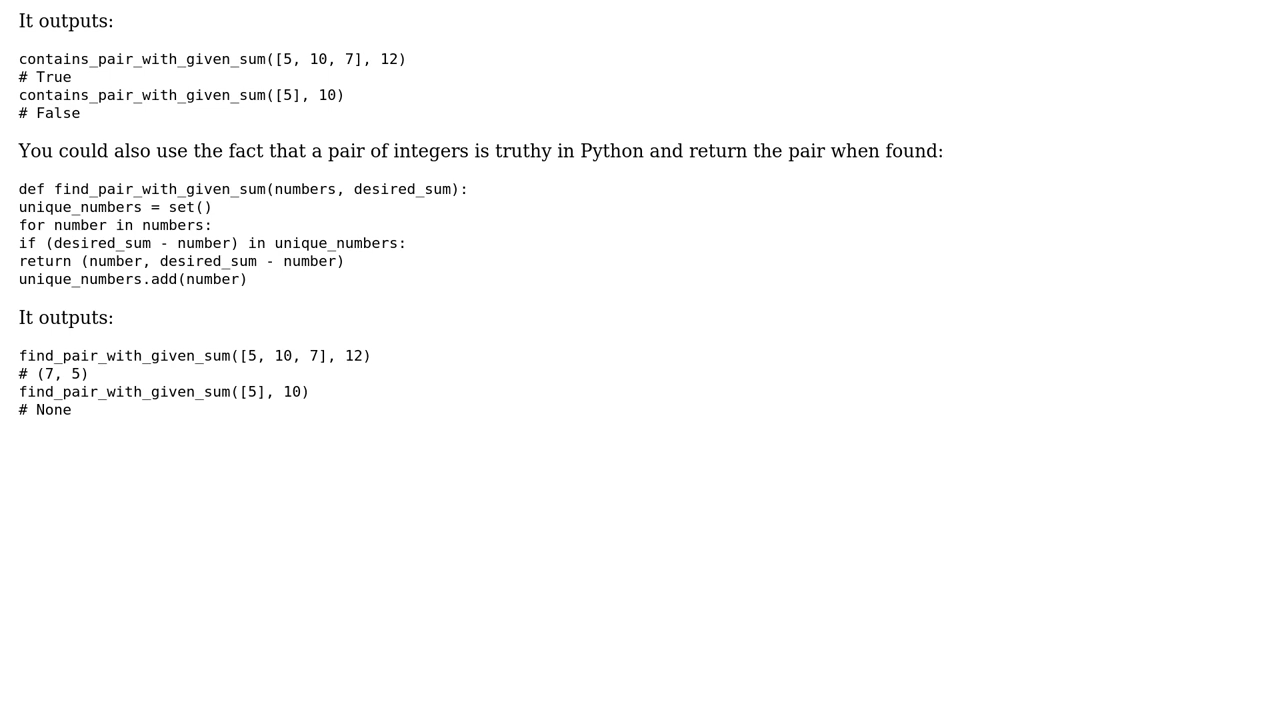 It outputs:
contains_pair_with_given_sum([5, 10, 7], 12)
# True
contains_pair_with_given_sum([5], 10)
# False
You could also use the fact that a pair of integers is truthy in Python and return the pair when found:
def find_pair_with_given_sum(numbers, desired_sum):
unique_numbers = set()
for number in numbers:
if (desired_sum - number) in unique_numbers:
return (number, desired_sum - number)
unique_numbers.add(number)
It outputs:
find_pair_with_given_sum([5, 10, 7], 12)
# (7, 5)
find_pair_with_given_sum([5], 10)
# None